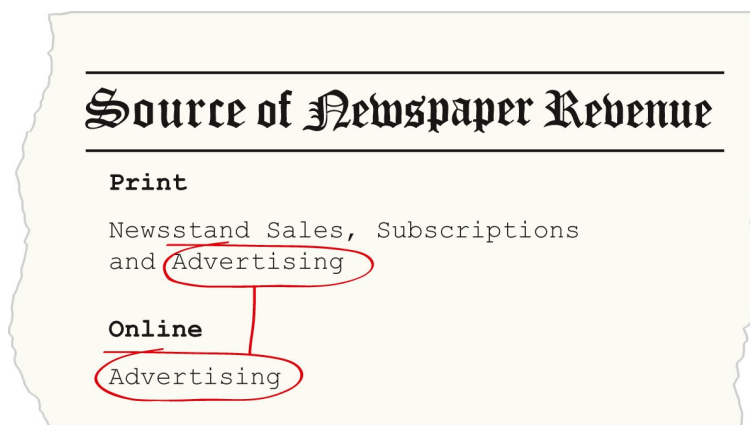 Source of Newspaper Revenue
Print
Newsstand Sales, Subscriptions
and Advertising
Online
Advertising